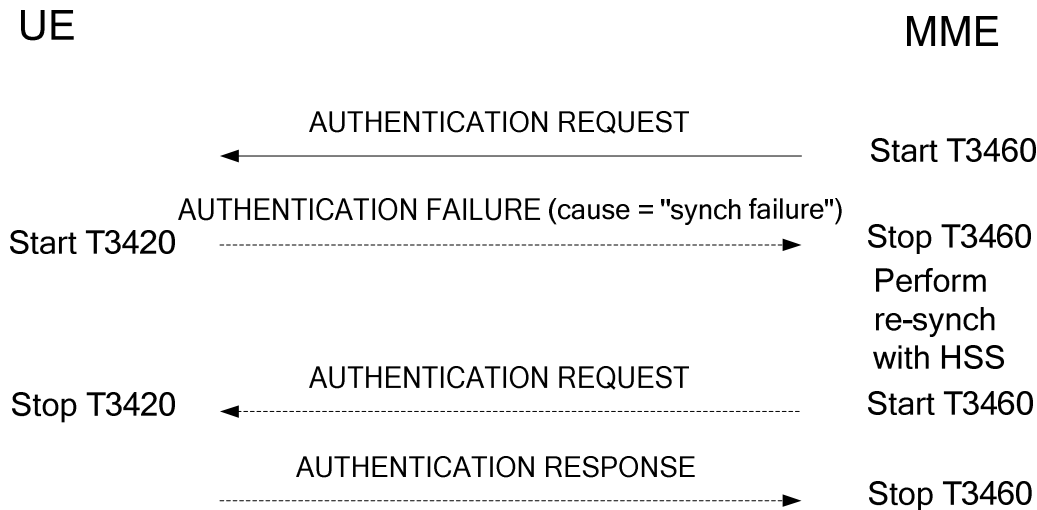 UE
MME
AUTHENTICATION REQUEST
Start T3460
AUTHENTICATION FAILURE (cause = "synch failure")
Start T3420
Stop T3460
Perform
re-synch
with HSS
AUTHENTICATION REQUEST
Stop T3420
Start T3460
AUTHENTICATION RESPONSE
Stop T3460